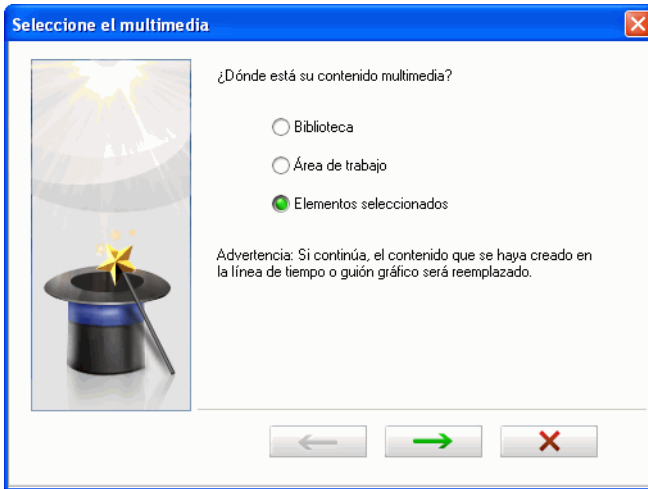 Seleccione el multimedia
¿Dónde está su contenido multimedia?
Biblioteca
Área de trabajo
Elementos seleccionados
Advertencia: Si continúa, el contenido que se haya creado en
la línea de tiempo o guión gráfico será reemplazado.